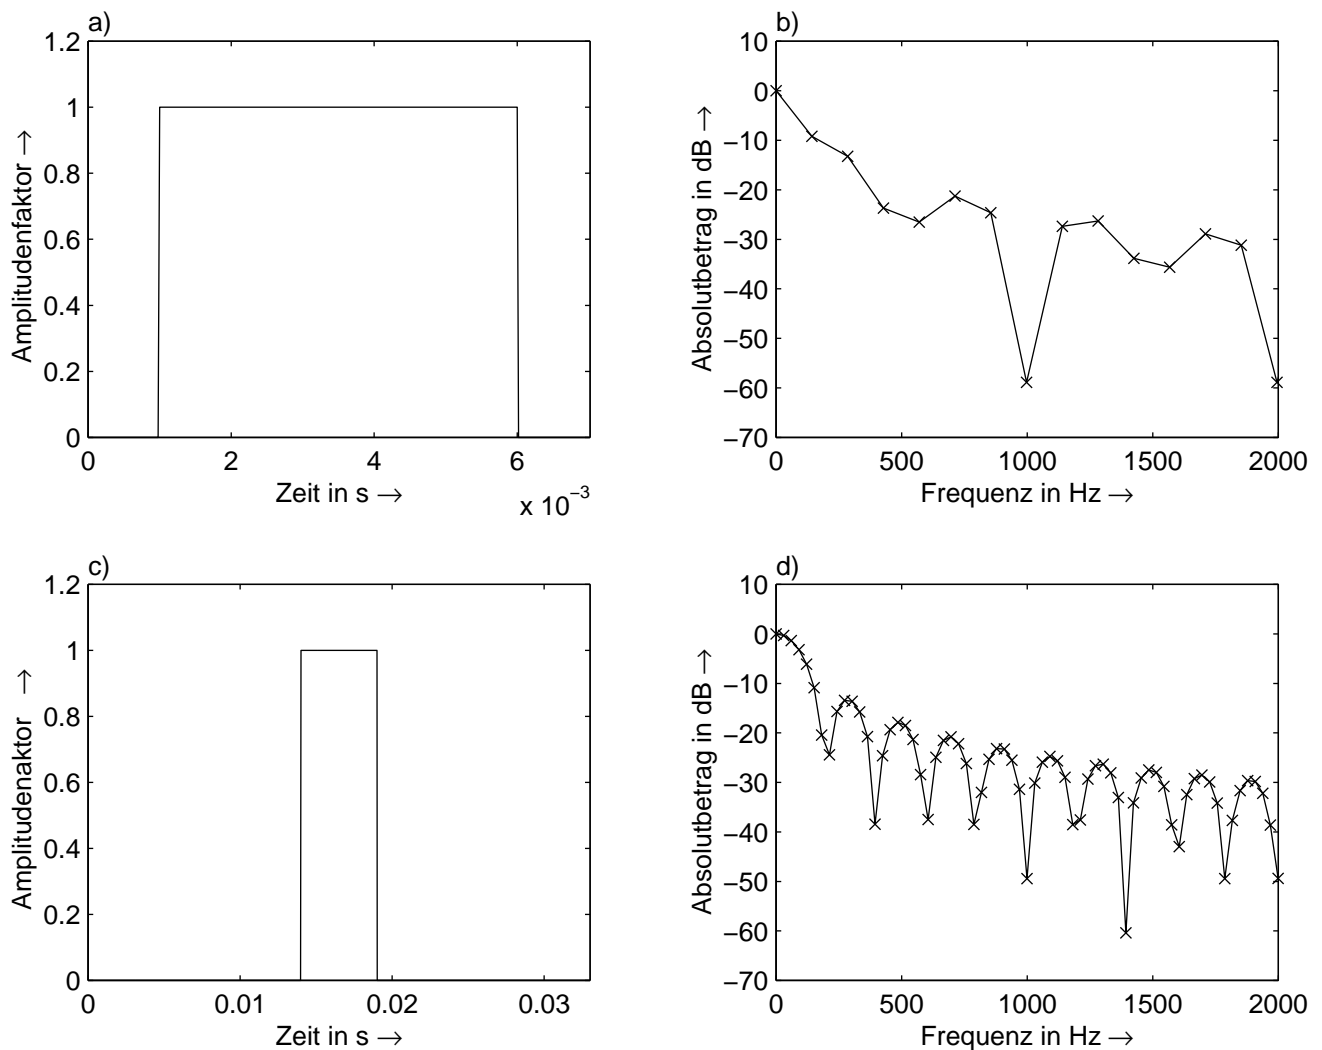 a)
1.2
1
0.8
0.6
0.4
0.2
0
Amplitudenfaktor →
0 2 4 6
Zeit in s →
x 10⁻³
b)
10
0
−10
−20
−30
−40
−50
−60
−70
Absolutbetrag in dB →
0 500 1000 1500 2000
Frequenz in Hz →
c)
1.2
1
0.8
0.6
0.4
0.2
0
Amplitudenaktor →
0 0.01 0.02 0.03
Zeit in s →
d)
10
0
−10
−20
−30
−40
−50
−60
−70
Absolutbetrag in dB →
0 500 1000 1500 2000
Frequenz in Hz →